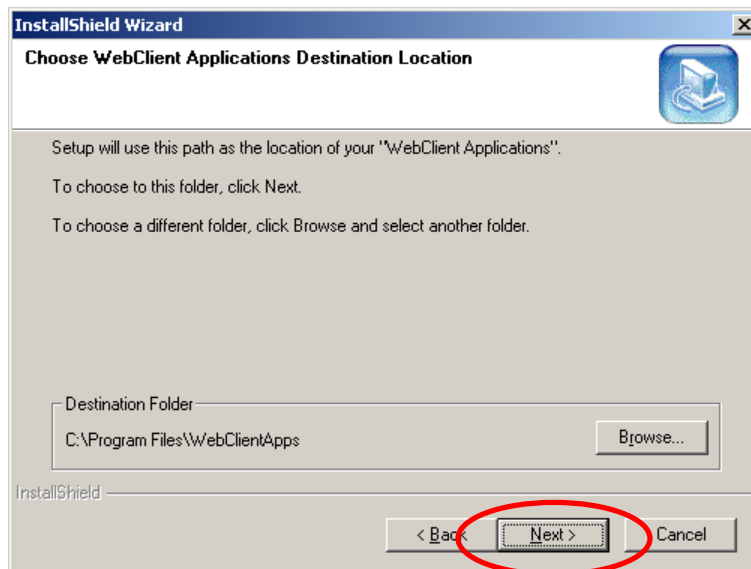 InstallShield Wizard
Choose WebClient Applications Destination Location
Setup will use this path as the location of your "WebClient Applications".
To choose to this folder, click Next.
To choose a different folder, click Browse and select another folder.
Destination Folder
C:\Program Files\WebClientApps
Browse...
InstallShield
< Back Next > Cancel